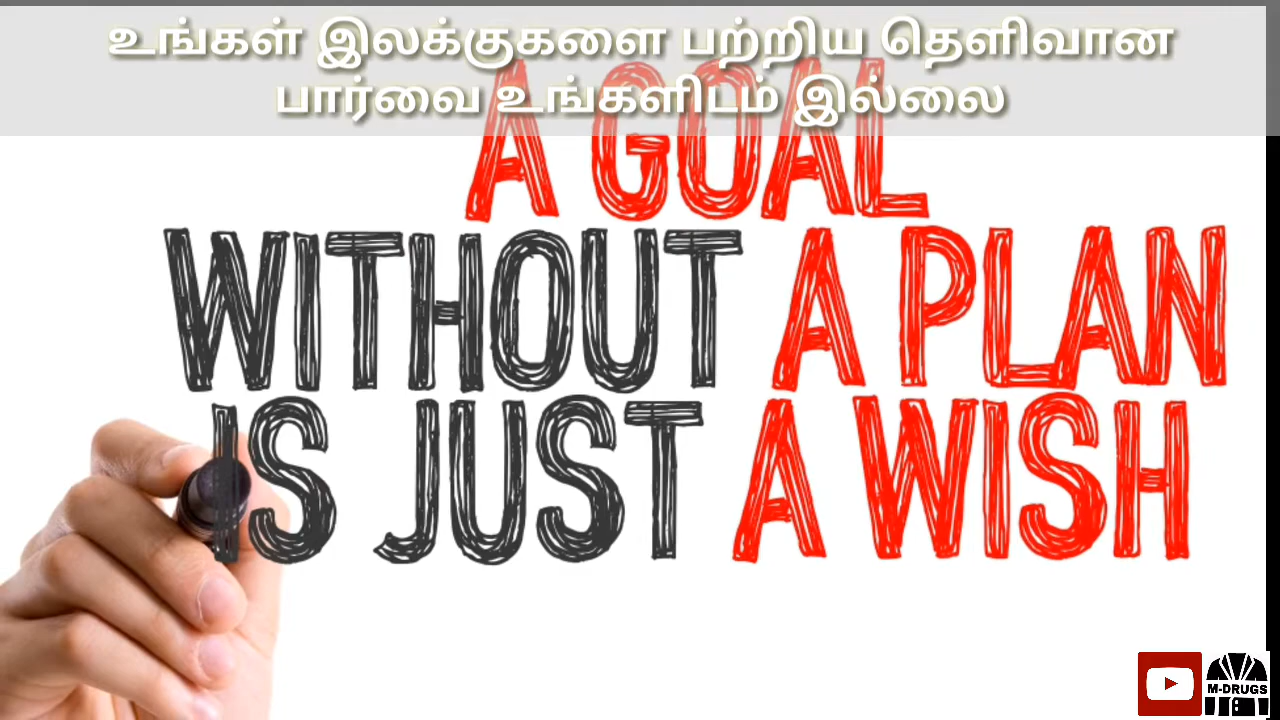 உங்கள் இலக்குகளை பற்றிய தெளிவான
பார்வை உங்களிடம் இல்லை
A GOAL
WITHOUT A PLAN
IS JUST A WISH
M-DRUGS